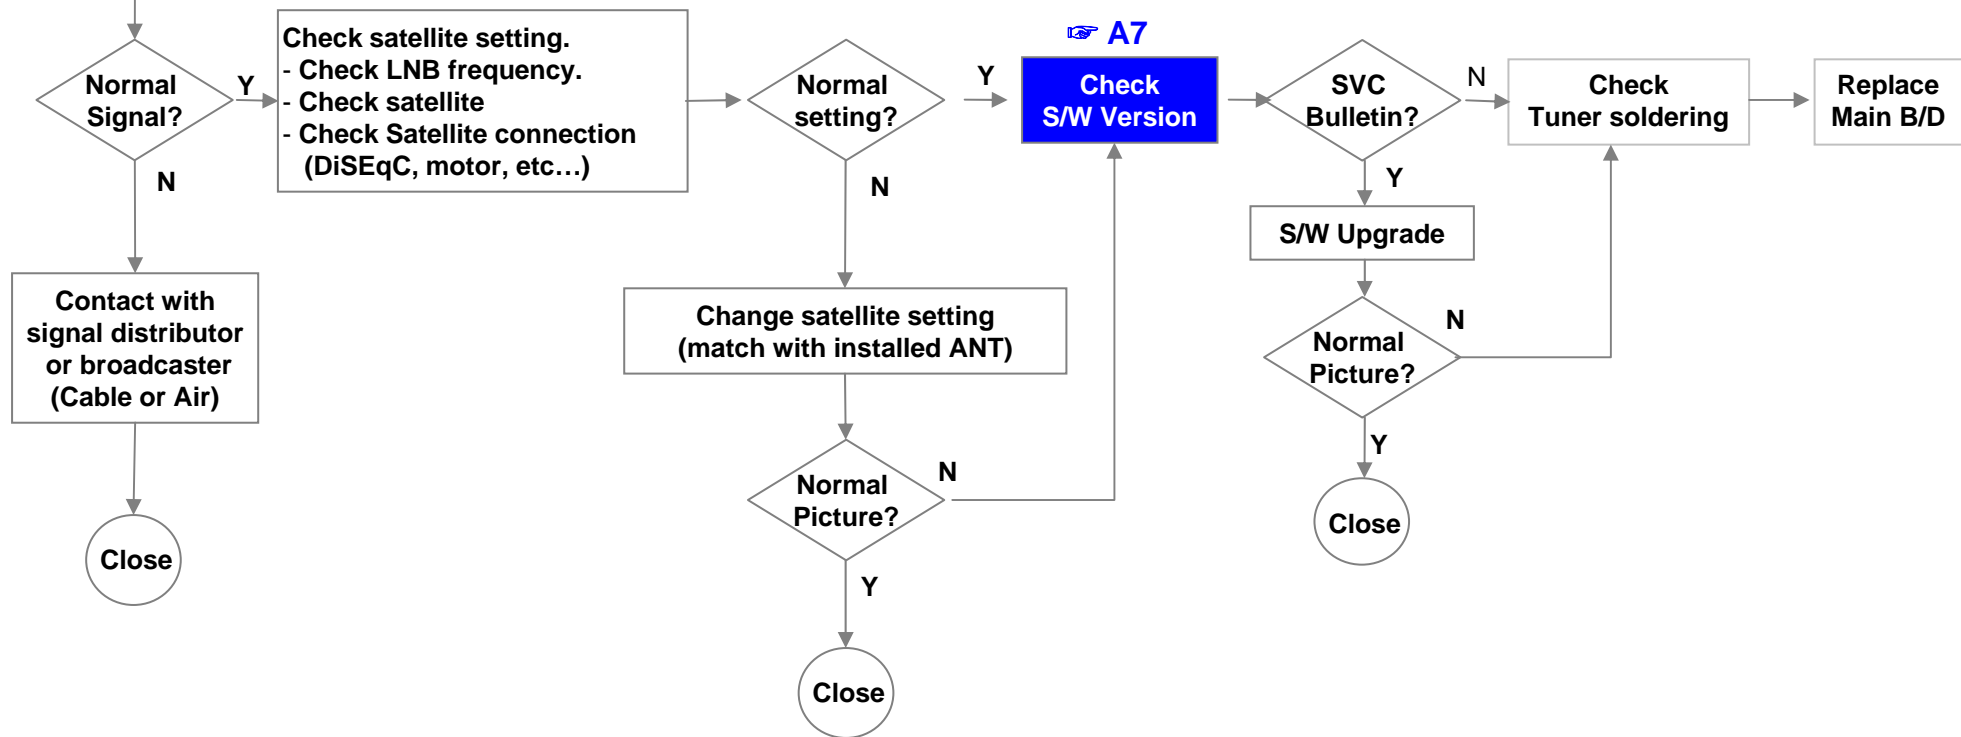 Normal
Signal?
Y
N
Check satellite setting.
- Check LNB frequency.
- Check satellite
- Check Satellite connection
(DiSEqC, motor, etc…)
Contact with
signal distributor
or broadcaster
(Cable or Air)
Close
Normal
setting?
Y
N
Change satellite setting
(match with installed ANT)
Normal
Picture?
N
Y
Close
☞ A7
Check
S/W Version
SVC
Bulletin?
N
Y
S/W Upgrade
Normal
Picture?
N
Y
Close
Check
Tuner soldering
Replace
Main B/D